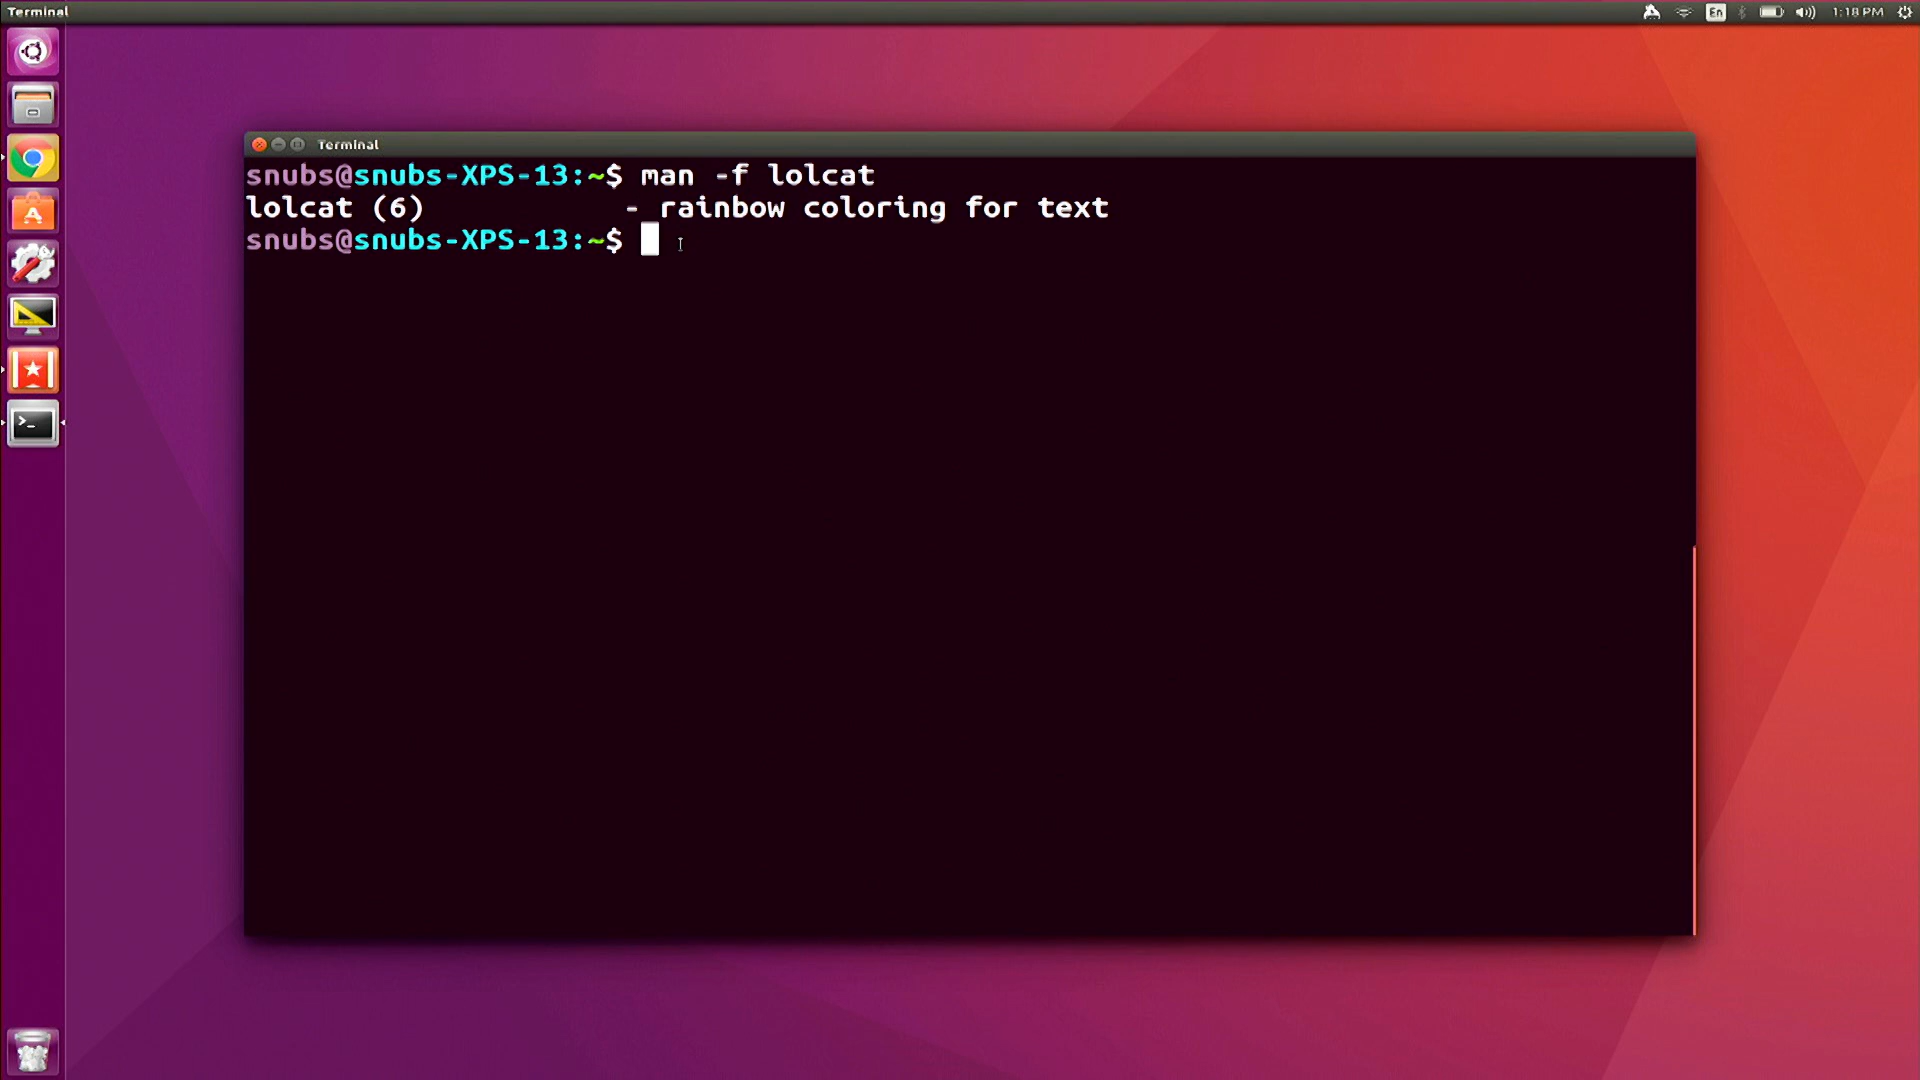 Terminal
En
1:18 PM
Terminal
snubs@snubs-XPS-13:~$ man -f lolcat
lolcat (6)           - rainbow coloring for text
snubs@snubs-XPS-13:~$